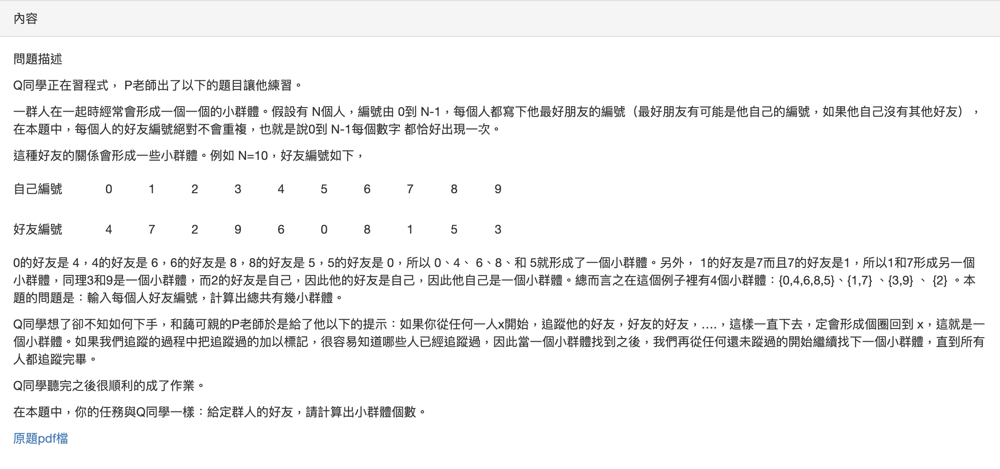 內容
問題描述
Q同學正在習程式， P老師出了以下的題目讓他練習。
一群人在一起時經常會形成一個一個的小群體。假設有 N個人，編號由 0到 N-1，每個人都寫下他最好朋友的編號（最好朋友有可能是他自己的編號，如果他自己沒有其他好友），
在本題中，每個人的好友編號絕對不會重複，也就是說0到 N-1每個數字 都恰好出現一次。
這種好友的關係會形成一些小群體。例如 N=10，好友編號如下，
自己編號 0 1 2 3 4 5 6 7 8 9
好友編號 4 7 2 9 6 0 8 1 5 3
0的好友是 4，4的好友是 6，6的好友是 8，8的好友是 5，5的好友是 0，所以 0、4、 6、8、和 5就形成了一個小群體。另外， 1的好友是7而且7的好友是1，所以1和7形成另一個
小群體，同理3和9是一個小群體，而2的好友是自己，因此他的好友是自己，因此他自己是一個小群體。總而言之在這個例子裡有4個小群體：{0,4,6,8,5}、{1,7} 、{3,9} 、 {2} 。本
題的問題是：輸入每個人好友編號，計算出總共有幾小群體。
Q同學想了卻不知如何下手，和藹可親的P老師於是給了他以下的提示：如果你從任何一人x開始，追蹤他的好友，好友的好友，....，這樣一直下去，定會形成個圈回到 x，這就是一
個小群體。如果我們追蹤的過程中把追蹤過的加以標記，很容易知道哪些人已經追蹤過，因此當一個小群體找到之後，我們再從任何還未蹤過的開始繼續找下一個小群體，直到所有
人都追蹤完畢。
Q同學聽完之後很順利的成了作業。
在本題中，你的任務與Q同學一樣：給定群人的好友，請計算出小群體個數。
原題pdf檔